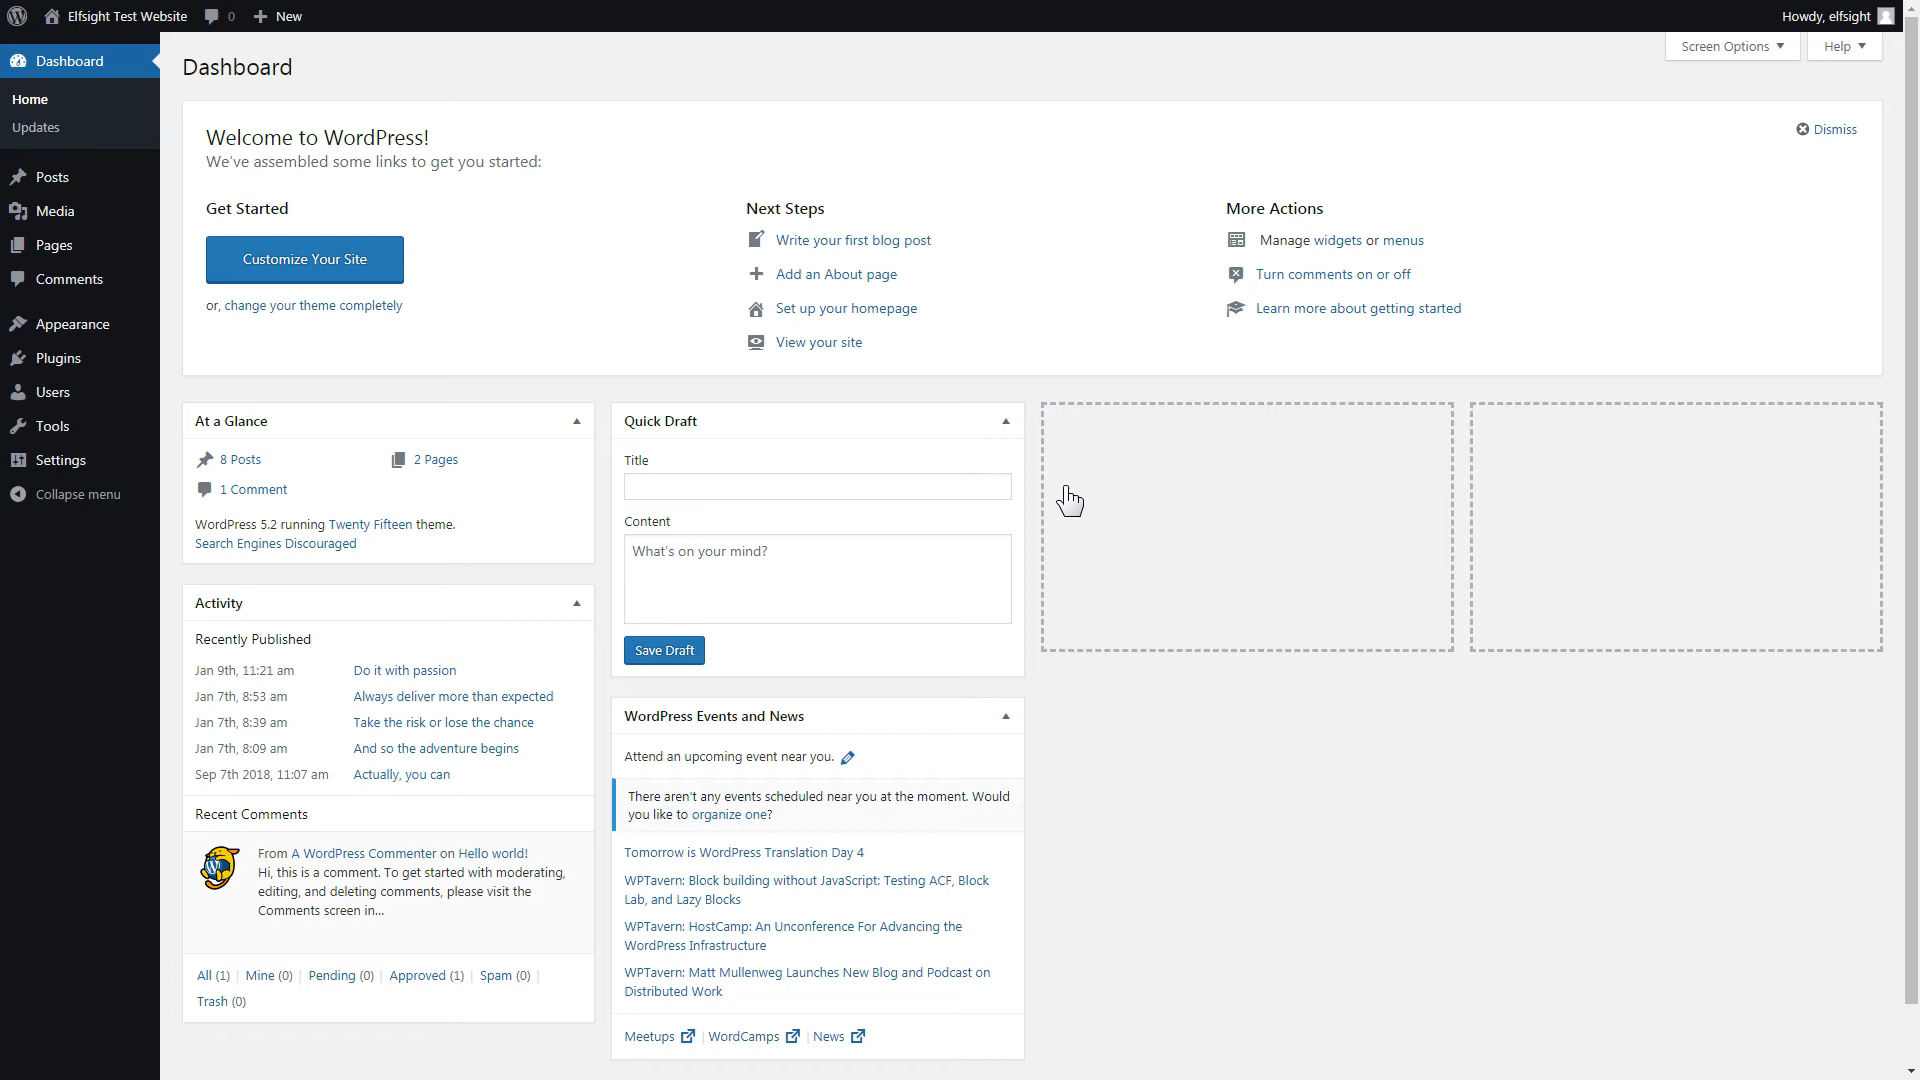 Elfsight Test Website 0 New Howdy, elfsight
Screen Options Help
Dashboard
Home
Updates
Posts
Media
Pages
Comments
Appearance
Plugins
Users
Tools
Settings
Collapse menu
Dashboard
Welcome to WordPress!
Dismiss
We've assembled some links to get you started:
Get Started
Customize Your Site
or, change your theme completely
Next Steps
Write your first blog post
Add an About page
Set up your homepage
View your site
More Actions
Manage widgets or menus
Turn comments on or off
Learn more about getting started
At a Glance
8 Posts 2 Pages
1 Comment
WordPress 5.2 running Twenty Fifteen theme.
Search Engines Discouraged
Activity
Recently Published
Jan 9th, 11:21 am Do it with passion
Jan 7th, 8:53 am Always deliver more than expected
Jan 7th, 8:39 am Take the risk or lose the chance
Jan 7th, 8:09 am And so the adventure begins
Sep 7th 2018, 11:07 am Actually, you can
Recent Comments
From A WordPress Commenter on Hello world!
Hi, this is a comment. To get started with moderating,
editing, and deleting comments, please visit the
Comments screen in...
All (1) | Mine (0) | Pending (0) | Approved (1) | Spam (0) |
Trash (0)
Quick Draft
Title
Content
What's on your mind?
Save Draft
WordPress Events and News
Attend an upcoming event near you.
There aren't any events scheduled near you at the moment. Would
you like to organize one?
Tomorrow is WordPress Translation Day 4
WPTavern: Block building without JavaScript: Testing ACF, Block
Lab, and Lazy Blocks
WPTavern: HostCamp: An Unconference For Advancing the
WordPress Infrastructure
WPTavern: Matt Mullenweg Launches New Blog and Podcast on
Distributed Work
Meetups | WordCamps | News